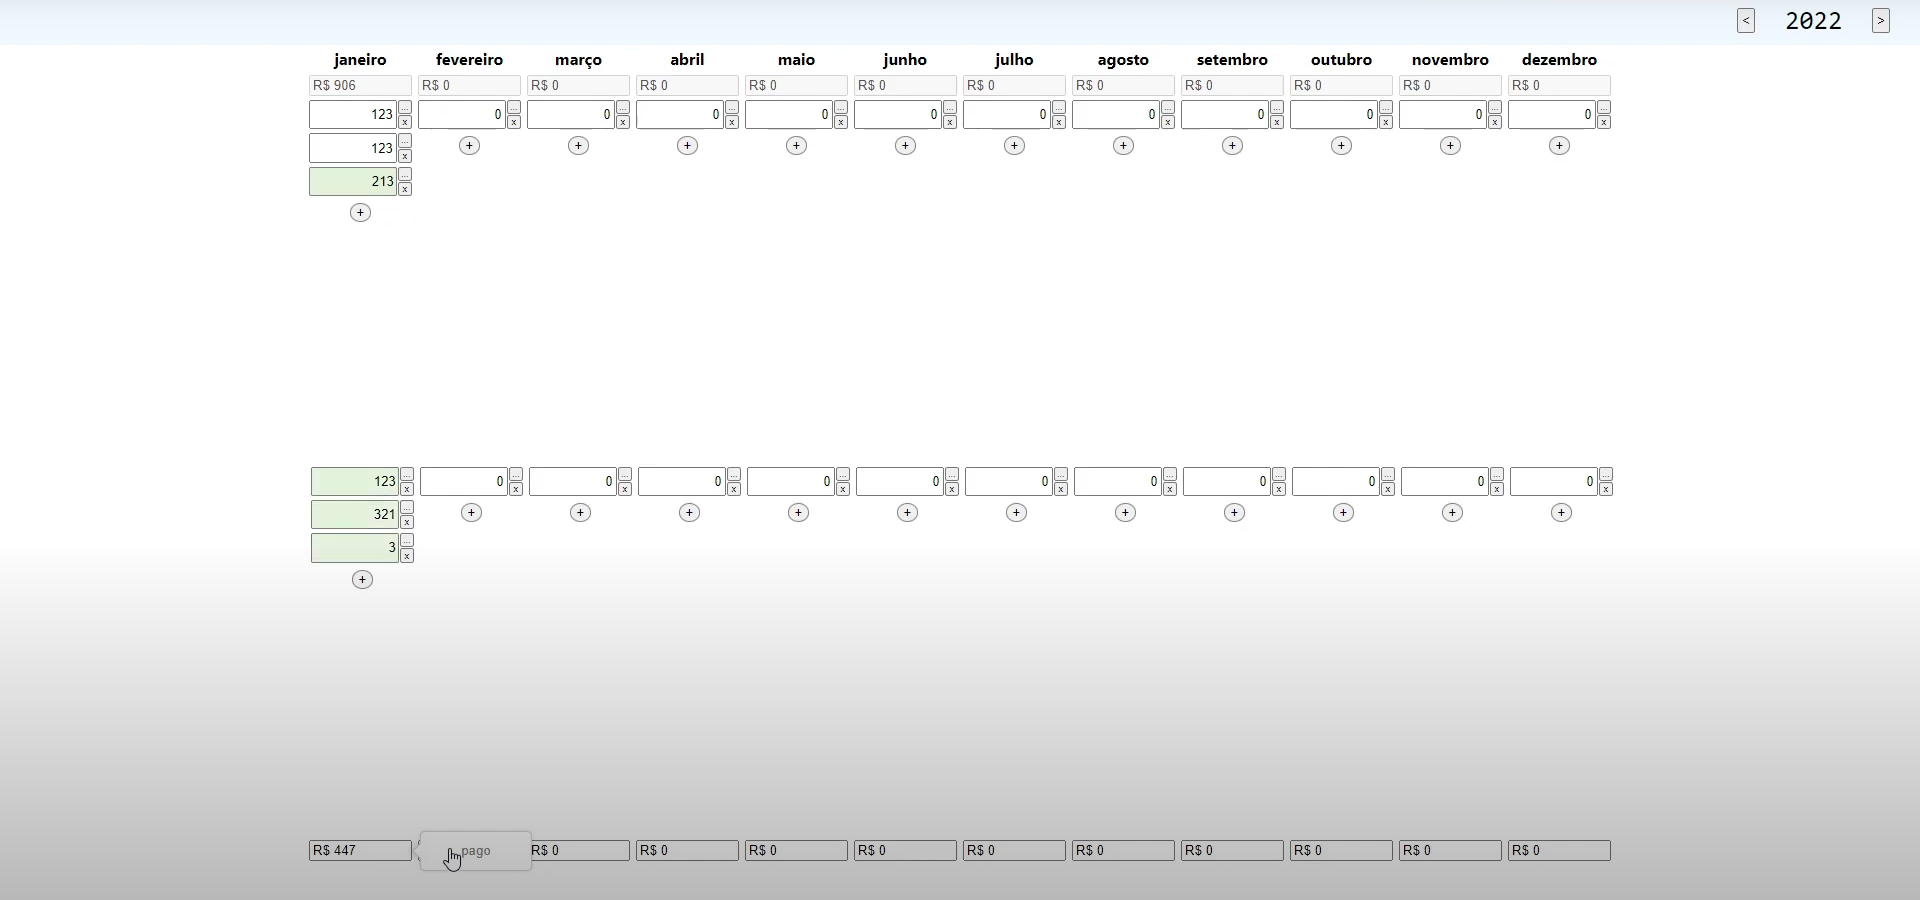 < 2022 >
janeiro fevereiro março abril maio junho julho agosto setembro outubro novembro dezembro
R$ 906 R$ 0 R$ 0 R$ 0 R$ 0 R$ 0 R$ 0 R$ 0 R$ 0 R$ 0 R$ 0 R$ 0
123 ... x 0 ... x 0 ... x 0 ... x 0 ... x 0 ... x 0 ... x 0 ... x 0 ... x 0 ... x 0 ... x 0 ... x
123 ... x + + + + + + + + + + +
213 ... x
+
123 ... x 0 ... x 0 ... x 0 ... x 0 ... x 0 ... x 0 ... x 0 ... x 0 ... x 0 ... x 0 ... x 0 ... x
321 ... x + + + + + + + + + + +
3 ... x
+
R$ 447 pago R$ 0 R$ 0 R$ 0 R$ 0 R$ 0 R$ 0 R$ 0 R$ 0 R$ 0 R$ 0